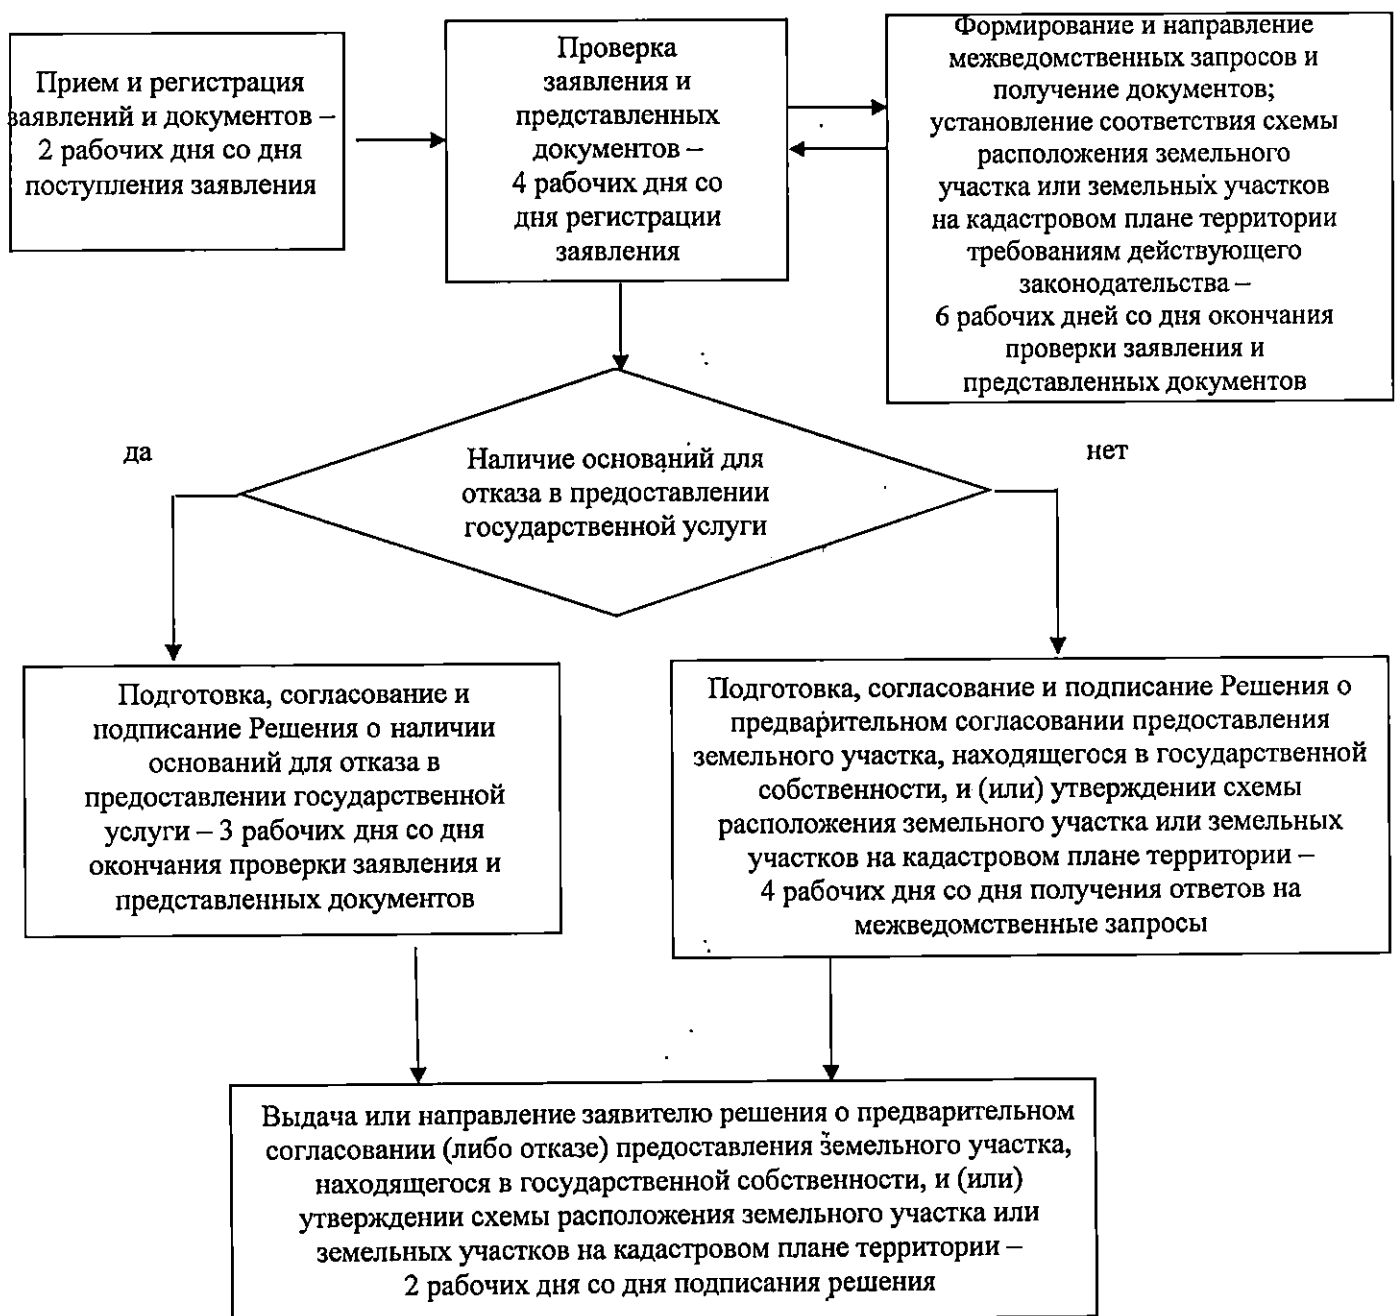 Прием и регистрация
заявлений и документов –
2 рабочих дня со дня
поступления заявления
Проверка
заявления и
представленных
документов –
4 рабочих дня со
дня регистрации
заявления
Формирование и направление
межведомственных запросов и
получение документов;
установление соответствия схемы
расположения земельного
участка или земельных участков
на кадастровом плане территории
требованиям действующего
законодательства –
6 рабочих дней со дня окончания
проверки заявления и
представленных документов
да
Наличие оснований для
отказа в предоставлении
государственной услуги
нет
Подготовка, согласование и
подписание Решения о наличии
оснований для отказа в
предоставлении государственной
услуги – 3 рабочих дня со дня
окончания проверки заявления и
представленных документов
Подготовка, согласование и подписание Решения о
предварительном согласовании предоставления
земельного участка, находящегося в государственной
собственности, и (или) утверждении схемы
расположения земельного участка или земельных
участков на кадастровом плане территории –
4 рабочих дня со дня получения ответов на
межведомственные запросы
Выдача или направление заявителю решения о предварительном
согласовании (либо отказе) предоставления земельного участка,
находящегося в государственной собственности, и (или)
утверждении схемы расположения земельного участка или
земельных участков на кадастровом плане территории –
2 рабочих дня со дня подписания решения